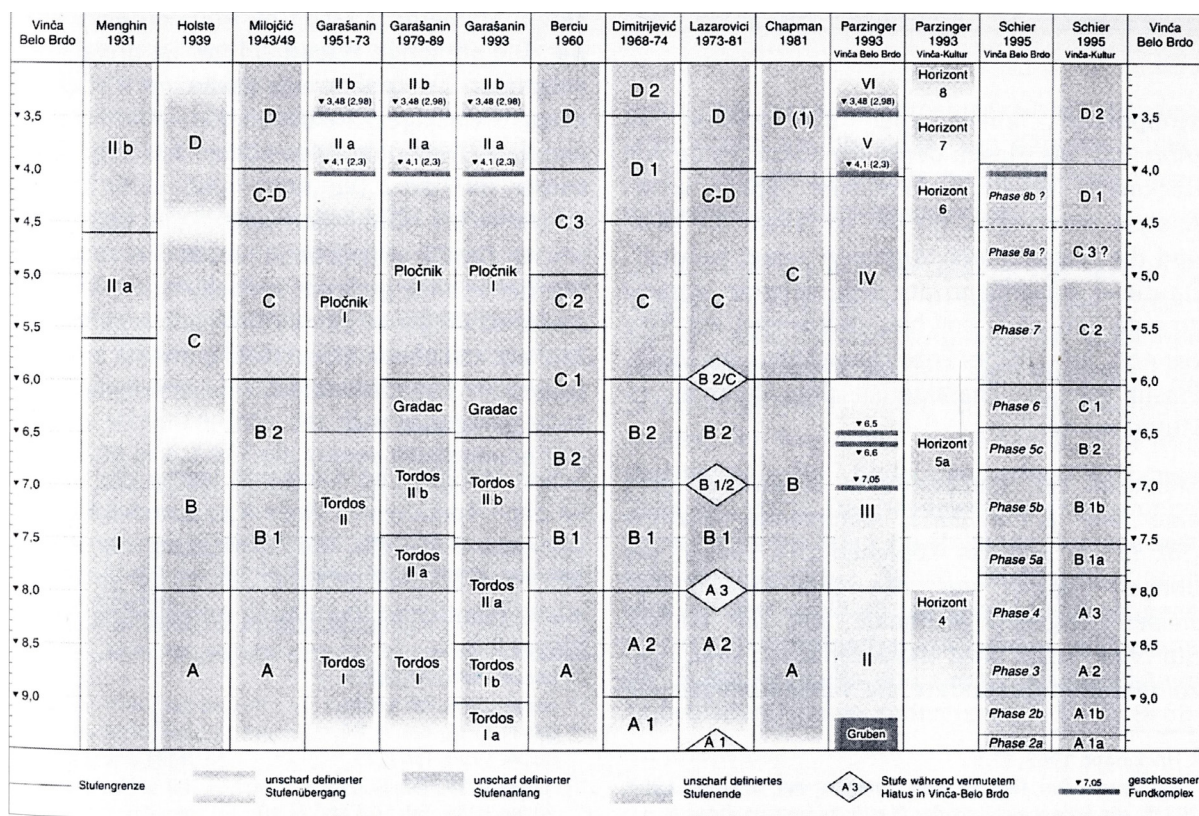 Vinča
Belo Brdo
Menghin
1931
Holste
1939
Milojčić
1943/49
Garašanin
1951-73
Garašanin
1979-89
Garašanin
1993
Berciu
1960
Dimitrijević
1968-74
Lazarovici
1973-81
Chapman
1981
Parzinger
1993
Vinča Belo Brdo
Parzinger
1993
Vinča-Kultur
Schier
1995
Vinča Belo Brdo
Schier
1995
Vinča-Kultur
Vinča
Belo Brdo
▼3,5
▼4,0
▼4,5
▼5,0
▼5,5
▼6,0
▼6,5
▼7,0
▼7,5
▼8,0
▼8,5
▼9,0
II b
II a
I
D
C
B
A
D
C-D
C
B 2
B 1
A
II b
▼ 3,48 (2,98)
II a
▼ 4,1 (2,3)
Pločnik
I
Tordos
II
Tordos
I
II b
▼ 3,48 (2,98)
II a
▼ 4,1 (2,3)
Pločnik
I
Gradac
Tordos
II b
Tordos
II a
Tordos
I
II b
▼ 3,48 (2,98)
II a
▼ 4,1 (2,3)
Pločnik
I
Gradac
Tordos
II b
Tordos
II a
Tordos
I b
Tordos
I a
D
C 3
C 2
C 1
B 2
B 1
A
D 2
D 1
C
B 2
B 1
A 2
A 1
D
C-D
C
B 2/C
B 2
B 1/2
B 1
A 3
A 2
A 1
D (1)
C
B
A
VI
▼ 3,48 (2,98)
V
▼ 4,1 (2,3)
IV
▼ 6,5
▼ 6,6
▼ 7,05
III
II
Gruben
Horizont
8
Horizont
7
Horizont
6
Horizont
5a
Horizont
4
Phase 8b ?
Phase 8a ?
Phase 7
Phase 6
Phase 5c
Phase 5b
Phase 5a
Phase 4
Phase 3
Phase 2b
Phase 2a
D 2
D 1
C 3 ?
C 2
C 1
B 2
B 1b
B 1a
A 3
A 2
A 1b
A 1a
▼3,5
▼4,0
▼4,5
▼5,0
▼5,5
▼6,0
▼6,5
▼7,0
▼7,5
▼8,0
▼8,5
▼9,0
Stufengrenze
unscharf definierter
Stufenübergang
unscharf definierter
Stufenanfang
unscharf definiertes
Stufenende
A 3
Stufe während vermutetem
Hiatus in Vinča-Belo Brdo
▼ 7,05
geschlossener
Fundkomplex